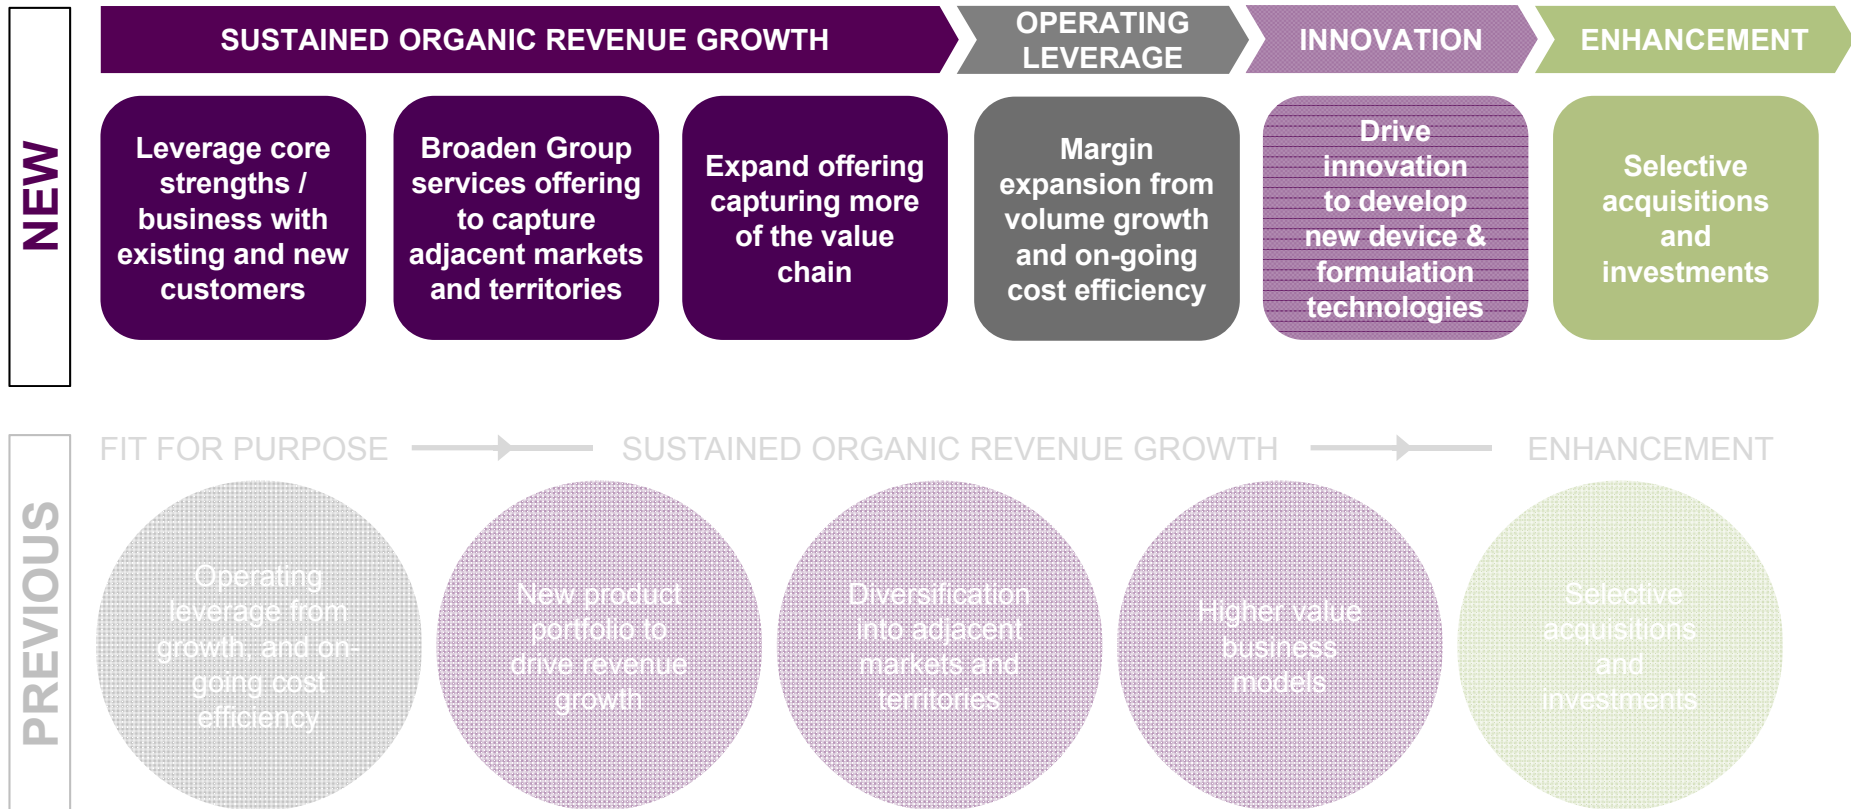 NEW
SUSTAINED ORGANIC REVENUE GROWTH
OPERATING
LEVERAGE
INNOVATION
ENHANCEMENT
Leverage core
strengths /
business with
existing and new
customers
Broaden Group
services offering
to capture
adjacent markets
and territories
Expand offering
capturing more
of the value
chain
Margin
expansion from
volume growth
and on-going
cost efficiency
Drive
innovation
to develop
new device &
formulation
technologies
Selective
acquisitions
and
investments
PREVIOUS
FIT FOR PURPOSE
SUSTAINED ORGANIC REVENUE GROWTH
ENHANCEMENT
Operating
leverage from
growth, and on-
going cost
efficiency
New product
portfolio to
drive revenue
growth
Diversification
into adjacent
markets and
territories
Higher value
business
models
Selective
acquisitions
and
investments